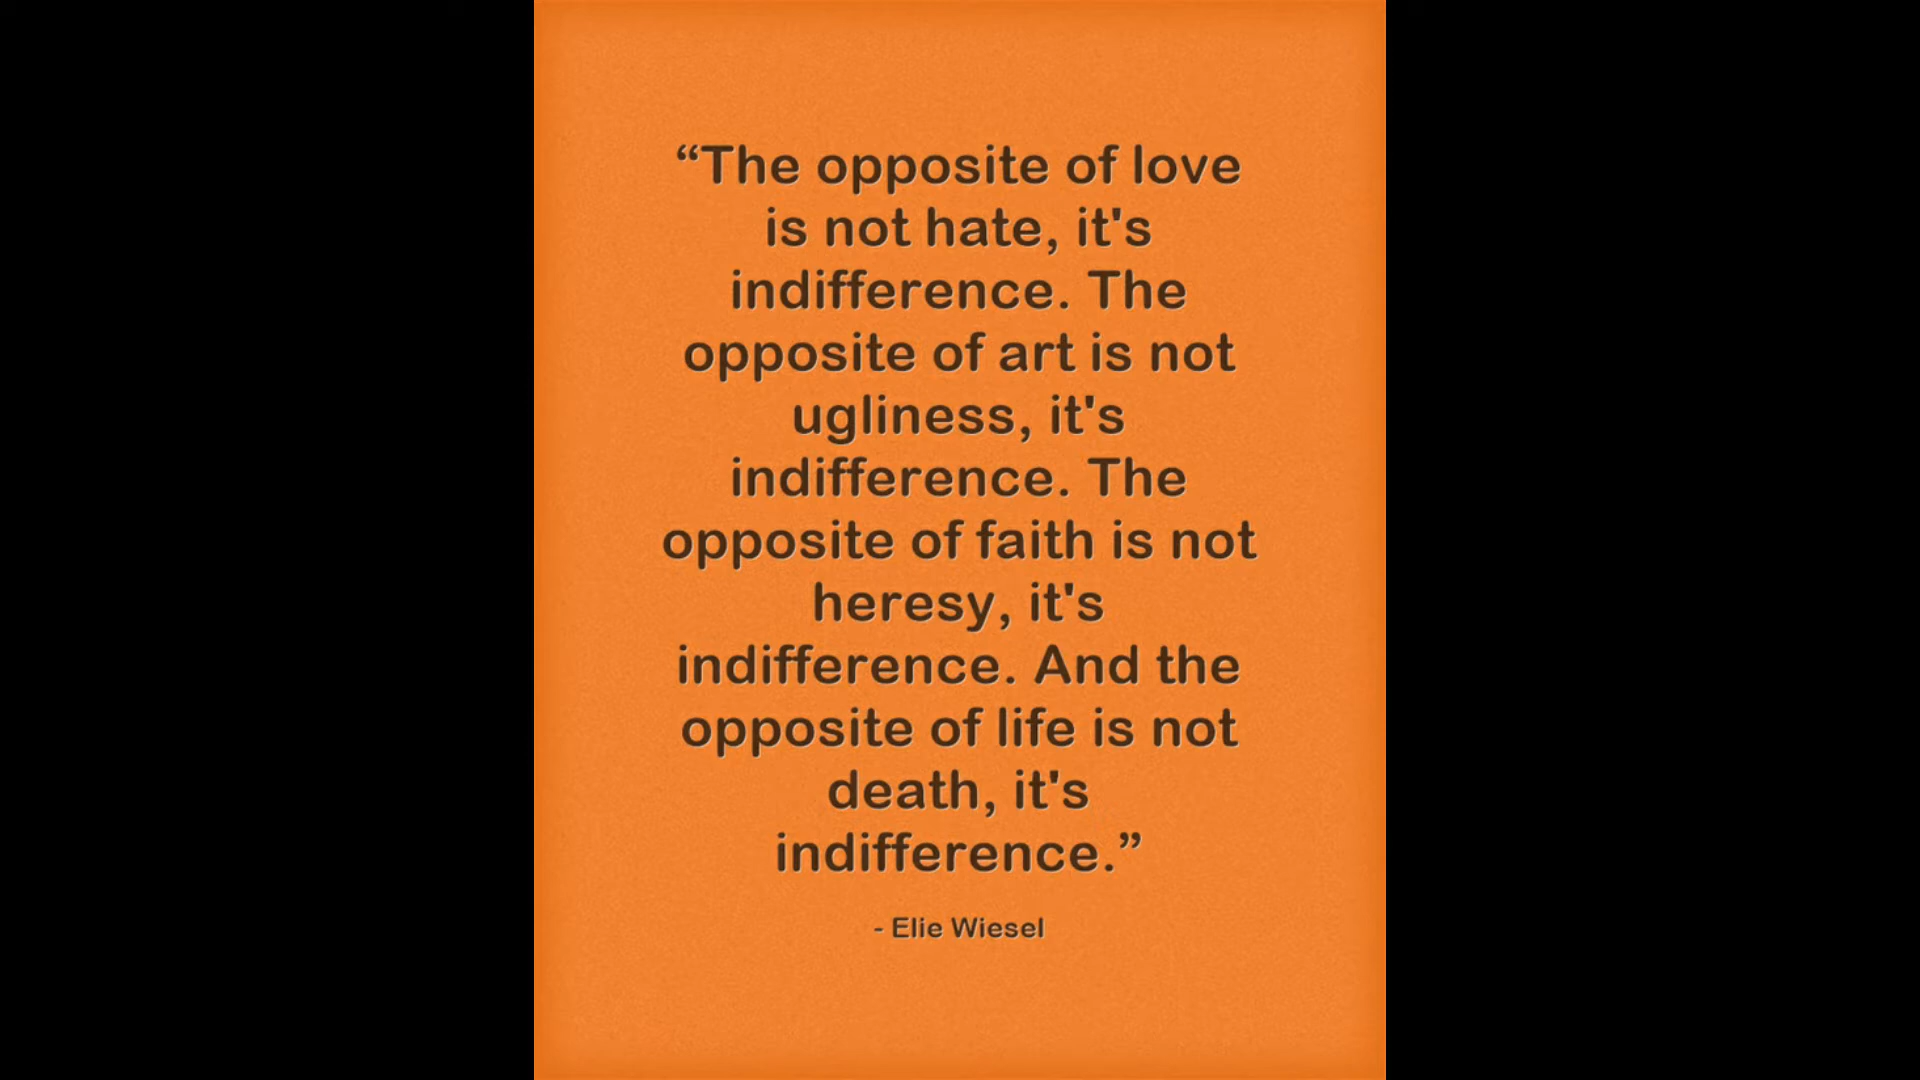 “The opposite of love
is not hate, it's
indifference. The
opposite of art is not
ugliness, it's
indifference. The
opposite of faith is not
heresy, it's
indifference. And the
opposite of life is not
death, it's
indifference.”
- Elie Wiesel